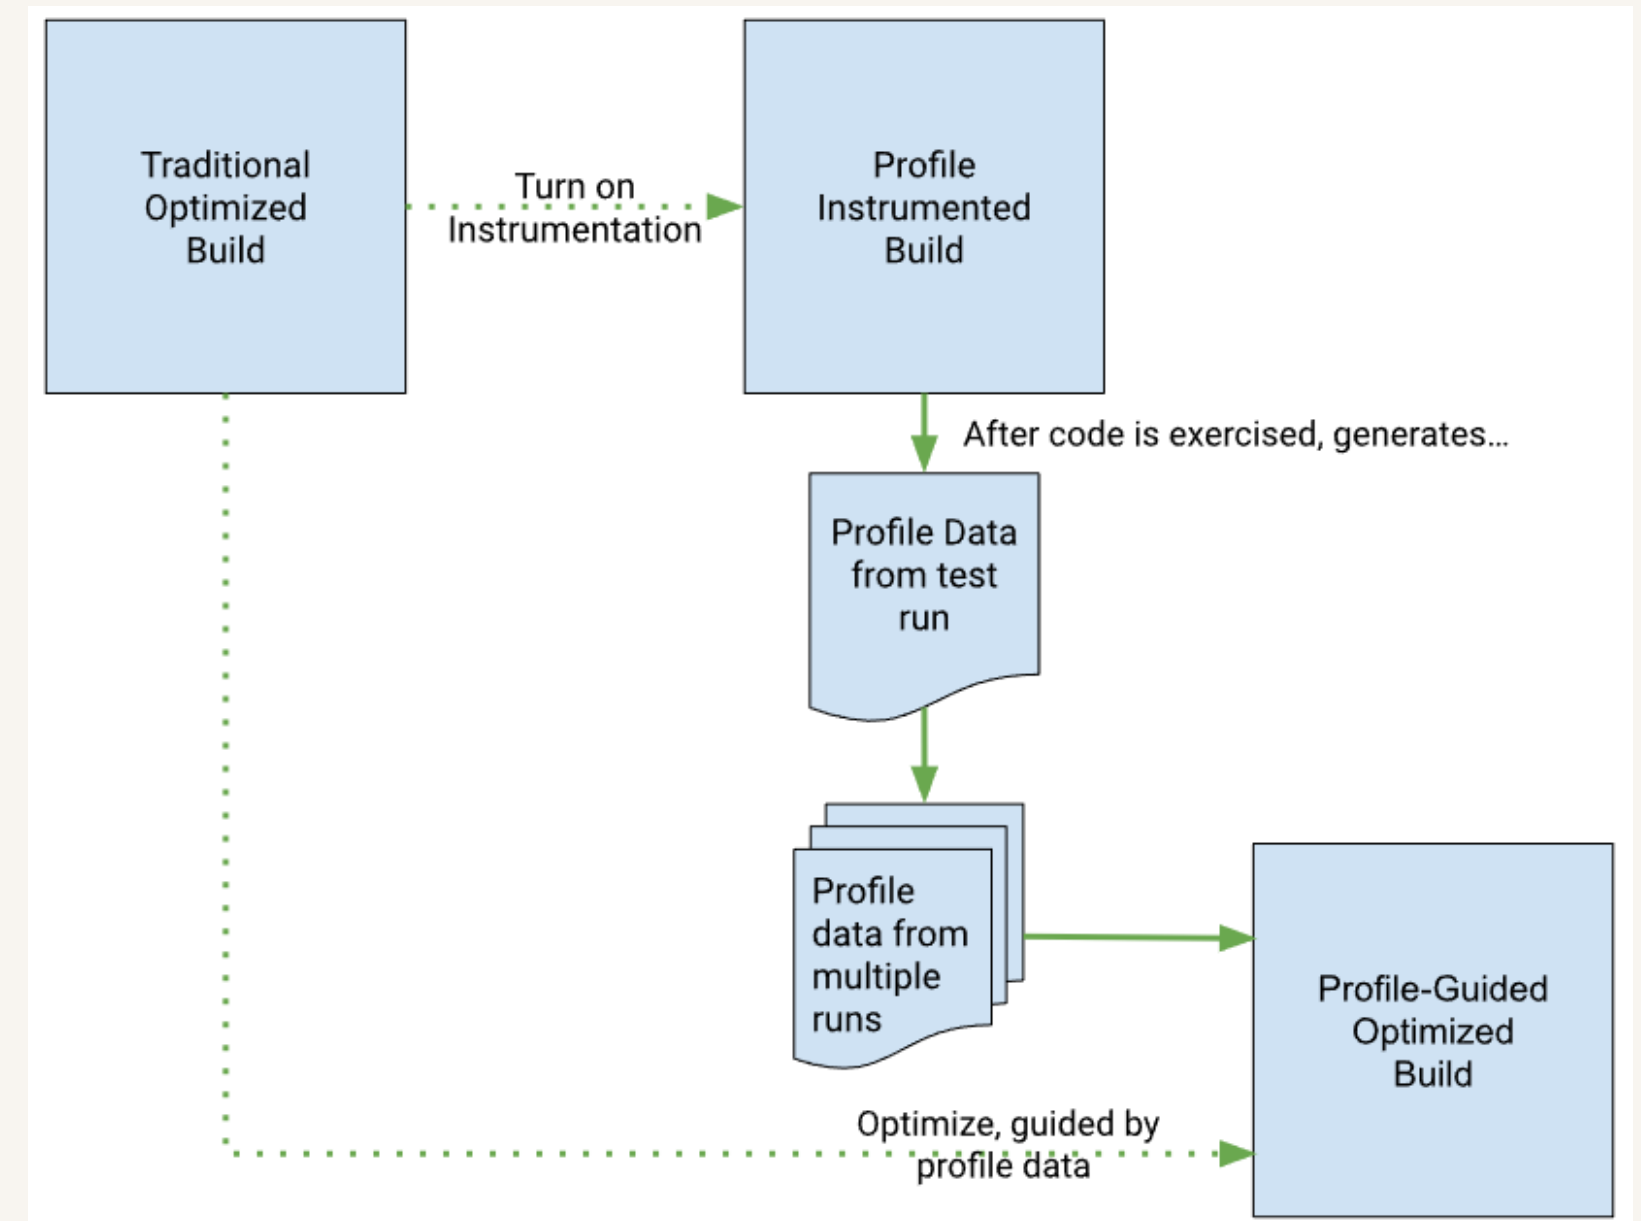 Traditional
Optimized
Build
Turn on
Instrumentation
Profile
Instrumented
Build
After code is exercised, generates...
Profile Data
from test
run
Profile
data from
multiple
runs
Profile-Guided
Optimized
Build
Optimize, guided by
profile data